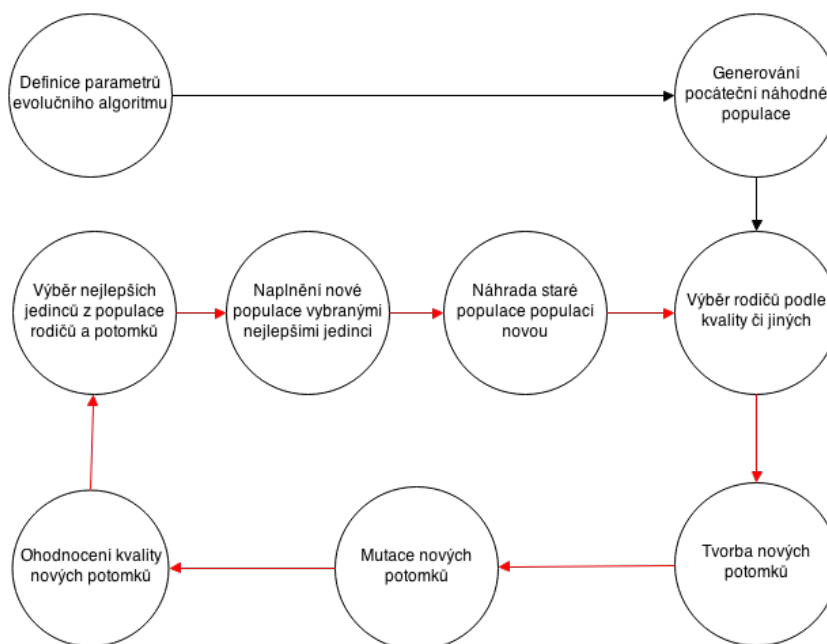 Definice parametrů
evolučního algoritmu
Generování
pocáteční náhodné
populace
Výběr nejlepších
jedinců z populace
rodičů a potomků
Naplnění nové
populace vybranými
nejlepšími jedinci
Náhrada staré
populace populací
novou
Výběr rodičů podle
kvality či jiných
Ohodnocení kvality
nových potomků
Mutace nových
potomků
Tvorba nových
potomků